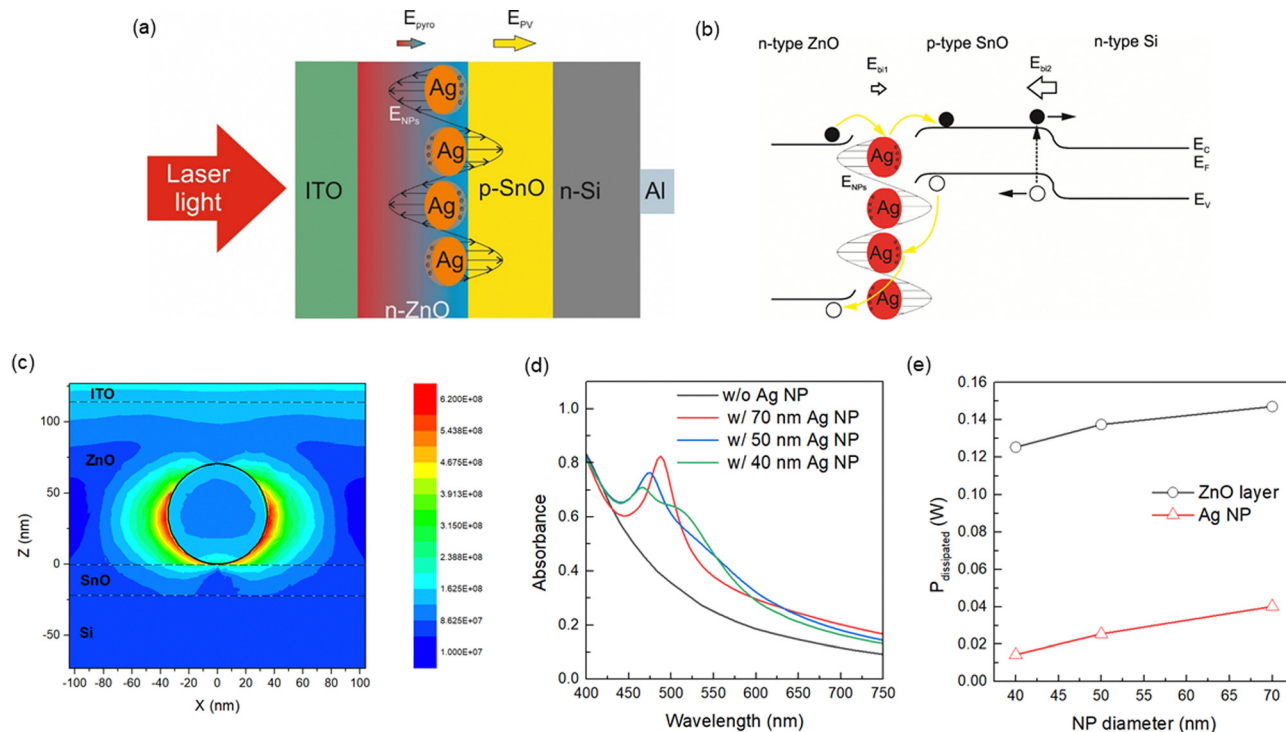 (a)
E_pyro
E_PV
Laser
light
ITO
E_NPs
Ag
Ag
Ag
Ag
n-ZnO
p-SnO
n-Si
Al
(b)
n-type ZnO
p-type SnO
n-type Si
E_bi1
E_bi2
E_NPs
Ag
Ag
Ag
Ag
E_C
E_F
E_V
(c)
ITO
ZnO
SnO
Si
100
50
0
-50
Z (nm)
-100 -80 -60 -40 -20 0 20 40 60 80 100
X (nm)
6.200E+08
5.438E+08
4.675E+08
3.913E+08
3.150E+08
2.388E+08
1.625E+08
8.625E+07
1.000E+07
(d)
w/o Ag NP
w/ 70 nm Ag NP
w/ 50 nm Ag NP
w/ 40 nm Ag NP
1.0
0.8
0.6
0.4
0.2
0.0
Absorbance
400 450 500 550 600 650 700 750
Wavelength (nm)
(e)
0.16
0.14
0.12
0.10
0.08
0.06
0.04
0.02
0.00
P_dissipated (W)
ZnO layer
Ag NP
40 45 50 55 60 65 70
NP diameter (nm)